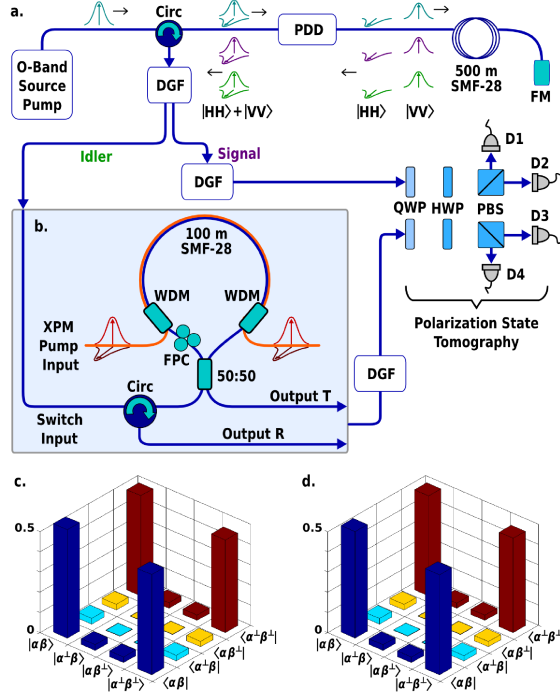 a.
Circ
PDD
O-Band
Source
Pump
DGF
|HH⟩+|VV⟩
|HH⟩
|VV⟩
500 m
SMF-28
FM
Idler
Signal
DGF
D1
D2
QWP
HWP
PBS
D3
D4
Polarization State
Tomography
b.
100 m
SMF-28
WDM
WDM
XPM
Pump
Input
FPC
50:50
DGF
Circ
Output T
Switch
Input
Output R
c.
0.5
0
|αβ⟩
|α⊥β⟩
|αβ⊥⟩
|α⊥β⊥⟩
⟨αβ|
⟨α⊥β|
⟨αβ⊥|
⟨α⊥β⊥|
d.
0.5
0
|αβ⟩
|α⊥β⟩
|αβ⊥⟩
|α⊥β⊥⟩
⟨αβ|
⟨α⊥β|
⟨αβ⊥|
⟨α⊥β⊥|